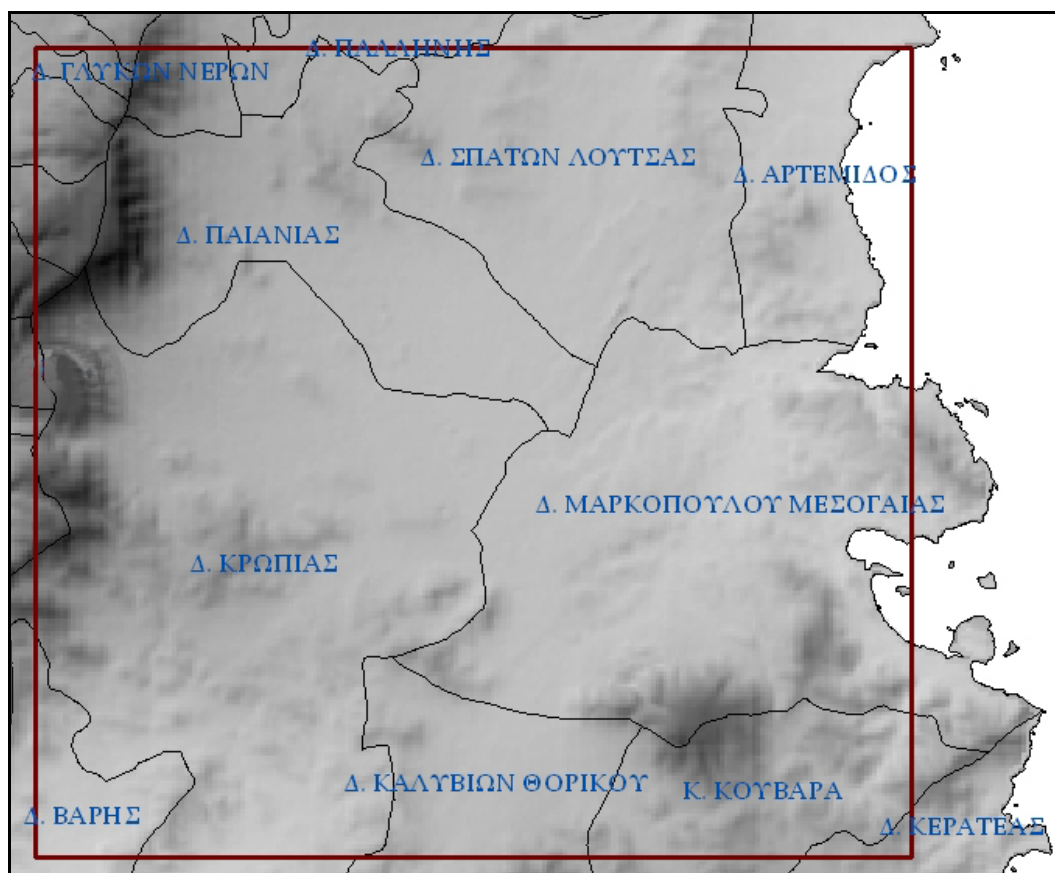 Δ. ΠΑΛΛΗΝΗΣ
Δ. ΓΛΥΚΩΝ ΝΕΡΩΝ
Δ. ΣΠΑΤΩΝ ΛΟΥΤΣΑΣ
Δ. ΑΡΤΕΜΙΔΟΣ
Δ. ΠΑΙΑΝΙΑΣ
Δ. ΜΑΡΚΟΠΟΥΛΟΥ ΜΕΣΟΓΑΙΑΣ
Δ. ΚΡΩΠΙΑΣ
Δ. ΚΑΛΥΒΙΩΝ ΘΟΡΙΚΟΥ
Κ. ΚΟΥΒΑΡΑ
Δ. ΒΑΡΗΣ
Δ. ΚΕΡΑΤΕΑΣ